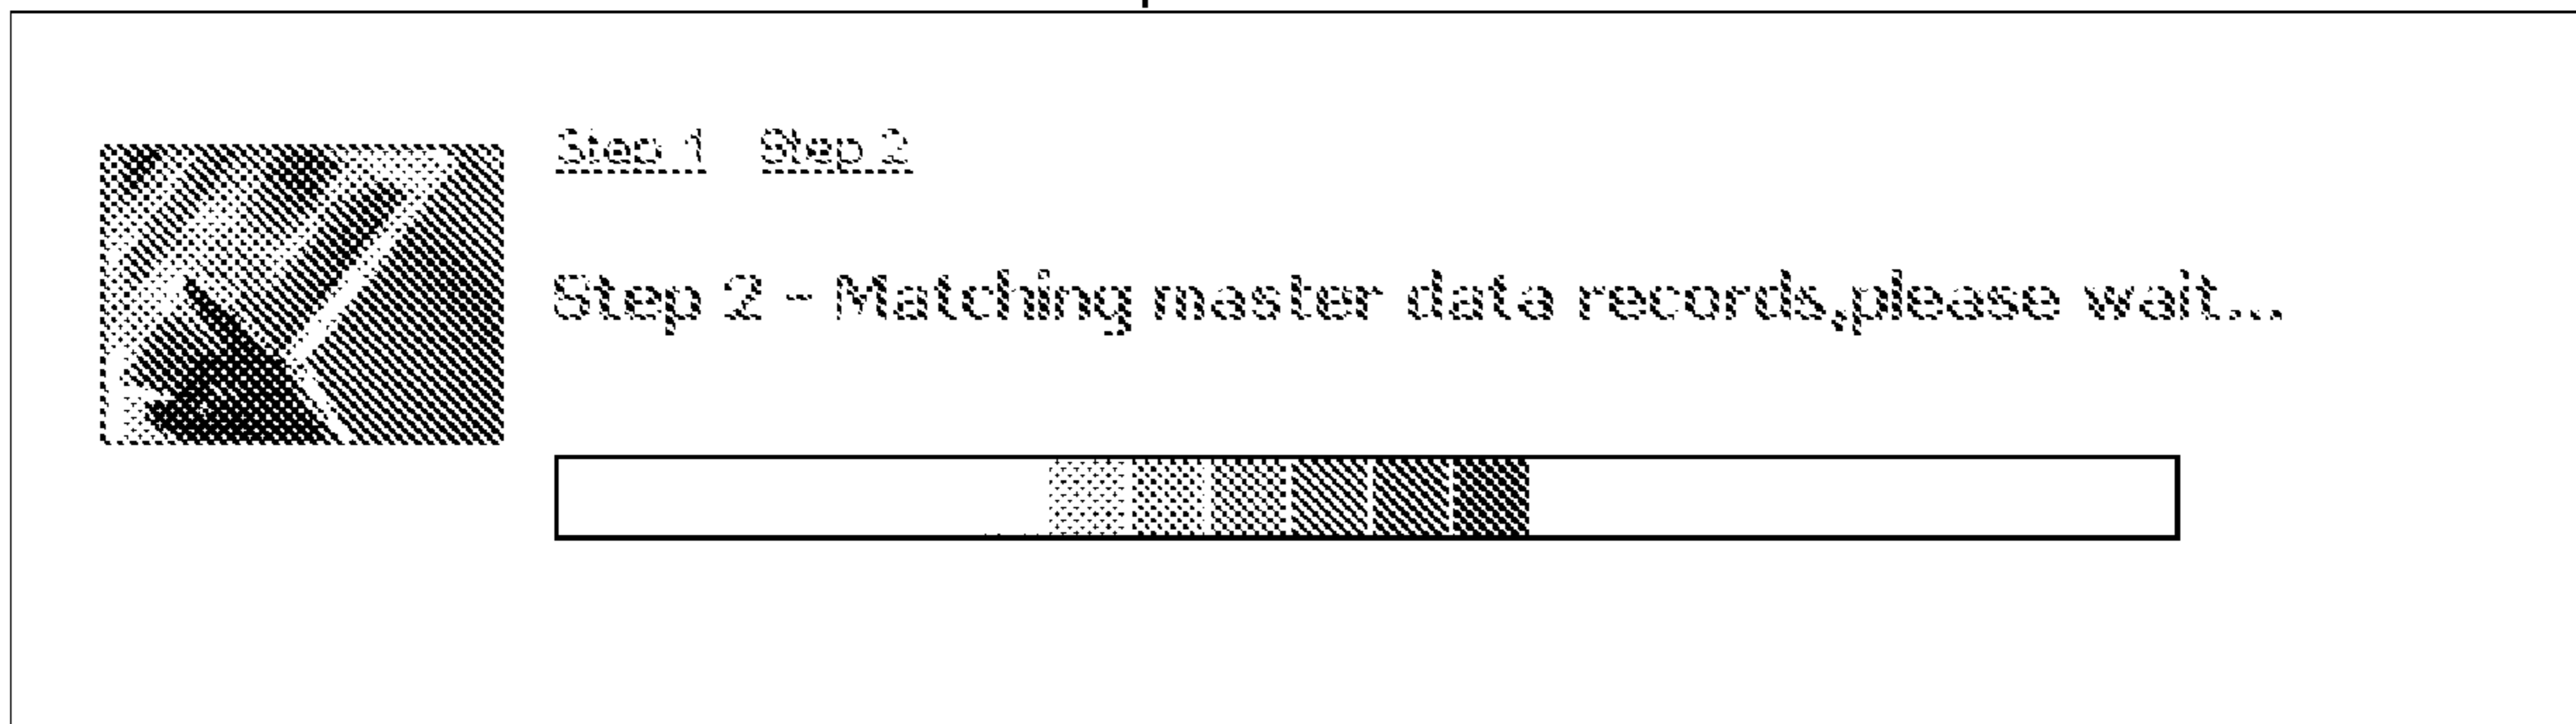 Step 1 Step 2
Step 2 - Matching master data records,please wait...